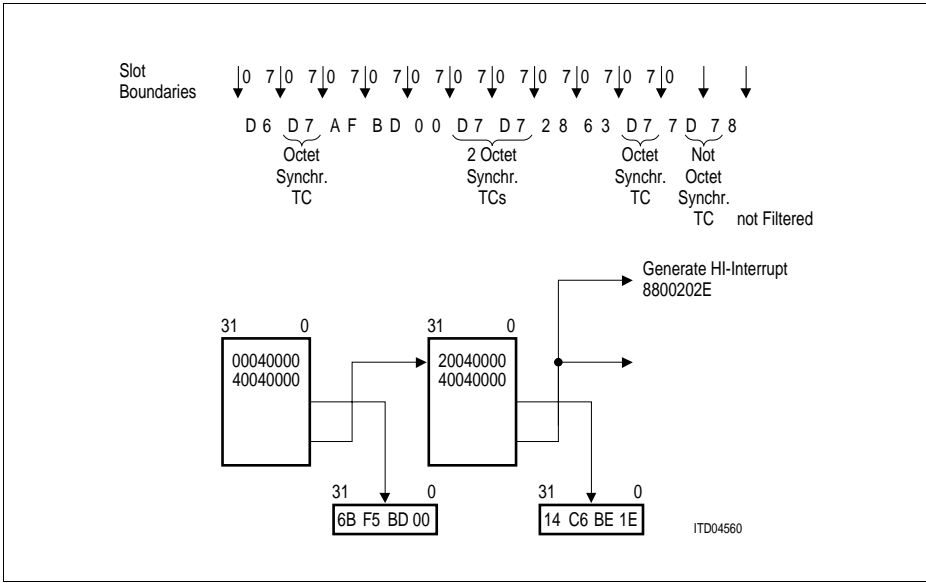 Slot
Boundaries
0 7 0 7 0 7 0 7 0 7 0 7 0 7 0 7 0 7 0 7 0
D 6 D 7 A F B D 0 0 D 7 D 7 2 8 6 3 D 7 7 D 7 8
Octet
Synchr.
TC
2 Octet
Synchr.
TCs
Octet
Synchr.
TC
Not
Octet
Synchr.
TC
not Filtered
Generate HI-Interrupt
8800202E
31 0
00040000
40040000
31 0
20040000
40040000
31 0
6B F5 BD 00
31 0
14 C6 BE 1E
ITD04560